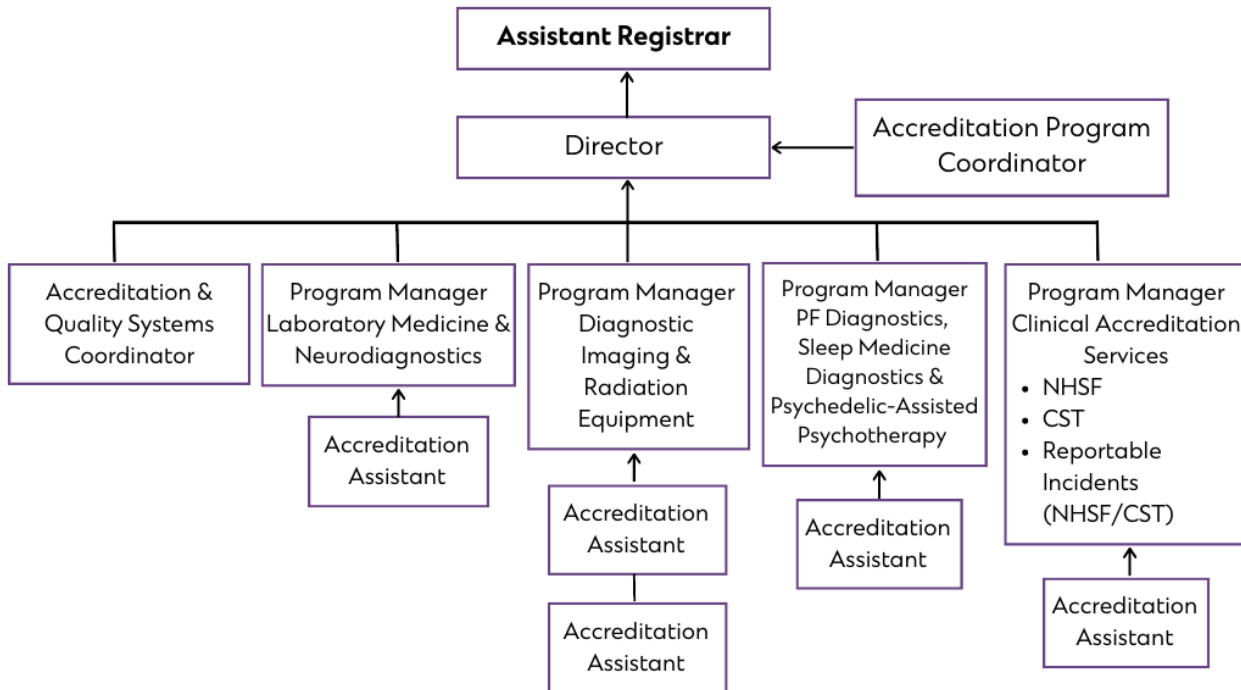 Assistant Registrar
Director
Accreditation Program
Coordinator
Accreditation &
Quality Systems
Coordinator
Program Manager
Laboratory Medicine &
Neurodiagnostics
Accreditation
Assistant
Program Manager
Diagnostic
Imaging &
Radiation
Equipment
Accreditation
Assistant
Accreditation
Assistant
Program Manager
PF Diagnostics,
Sleep Medicine
Diagnostics &
Psychedelic-Assisted
Psychotherapy
Accreditation
Assistant
Program Manager
Clinical Accreditation
Services
• NHSF
• CST
• Reportable
Incidents
(NHSF/CST)
Accreditation
Assistant